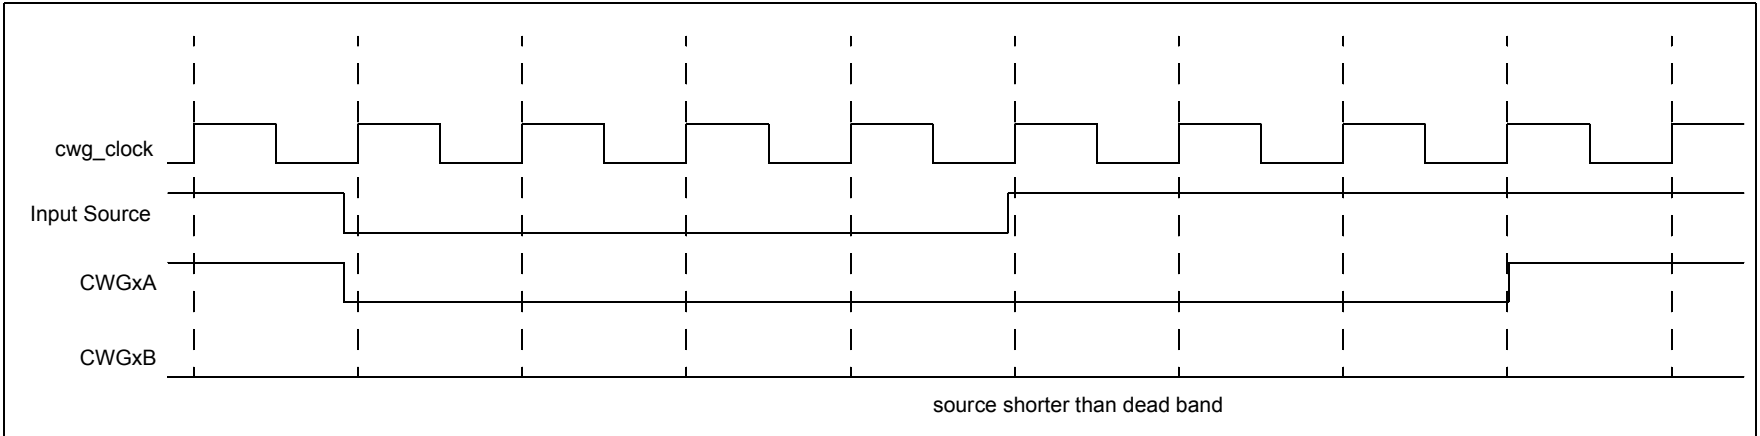 cwg_clock
Input Source
CWGxA
CWGxB
source shorter than dead band